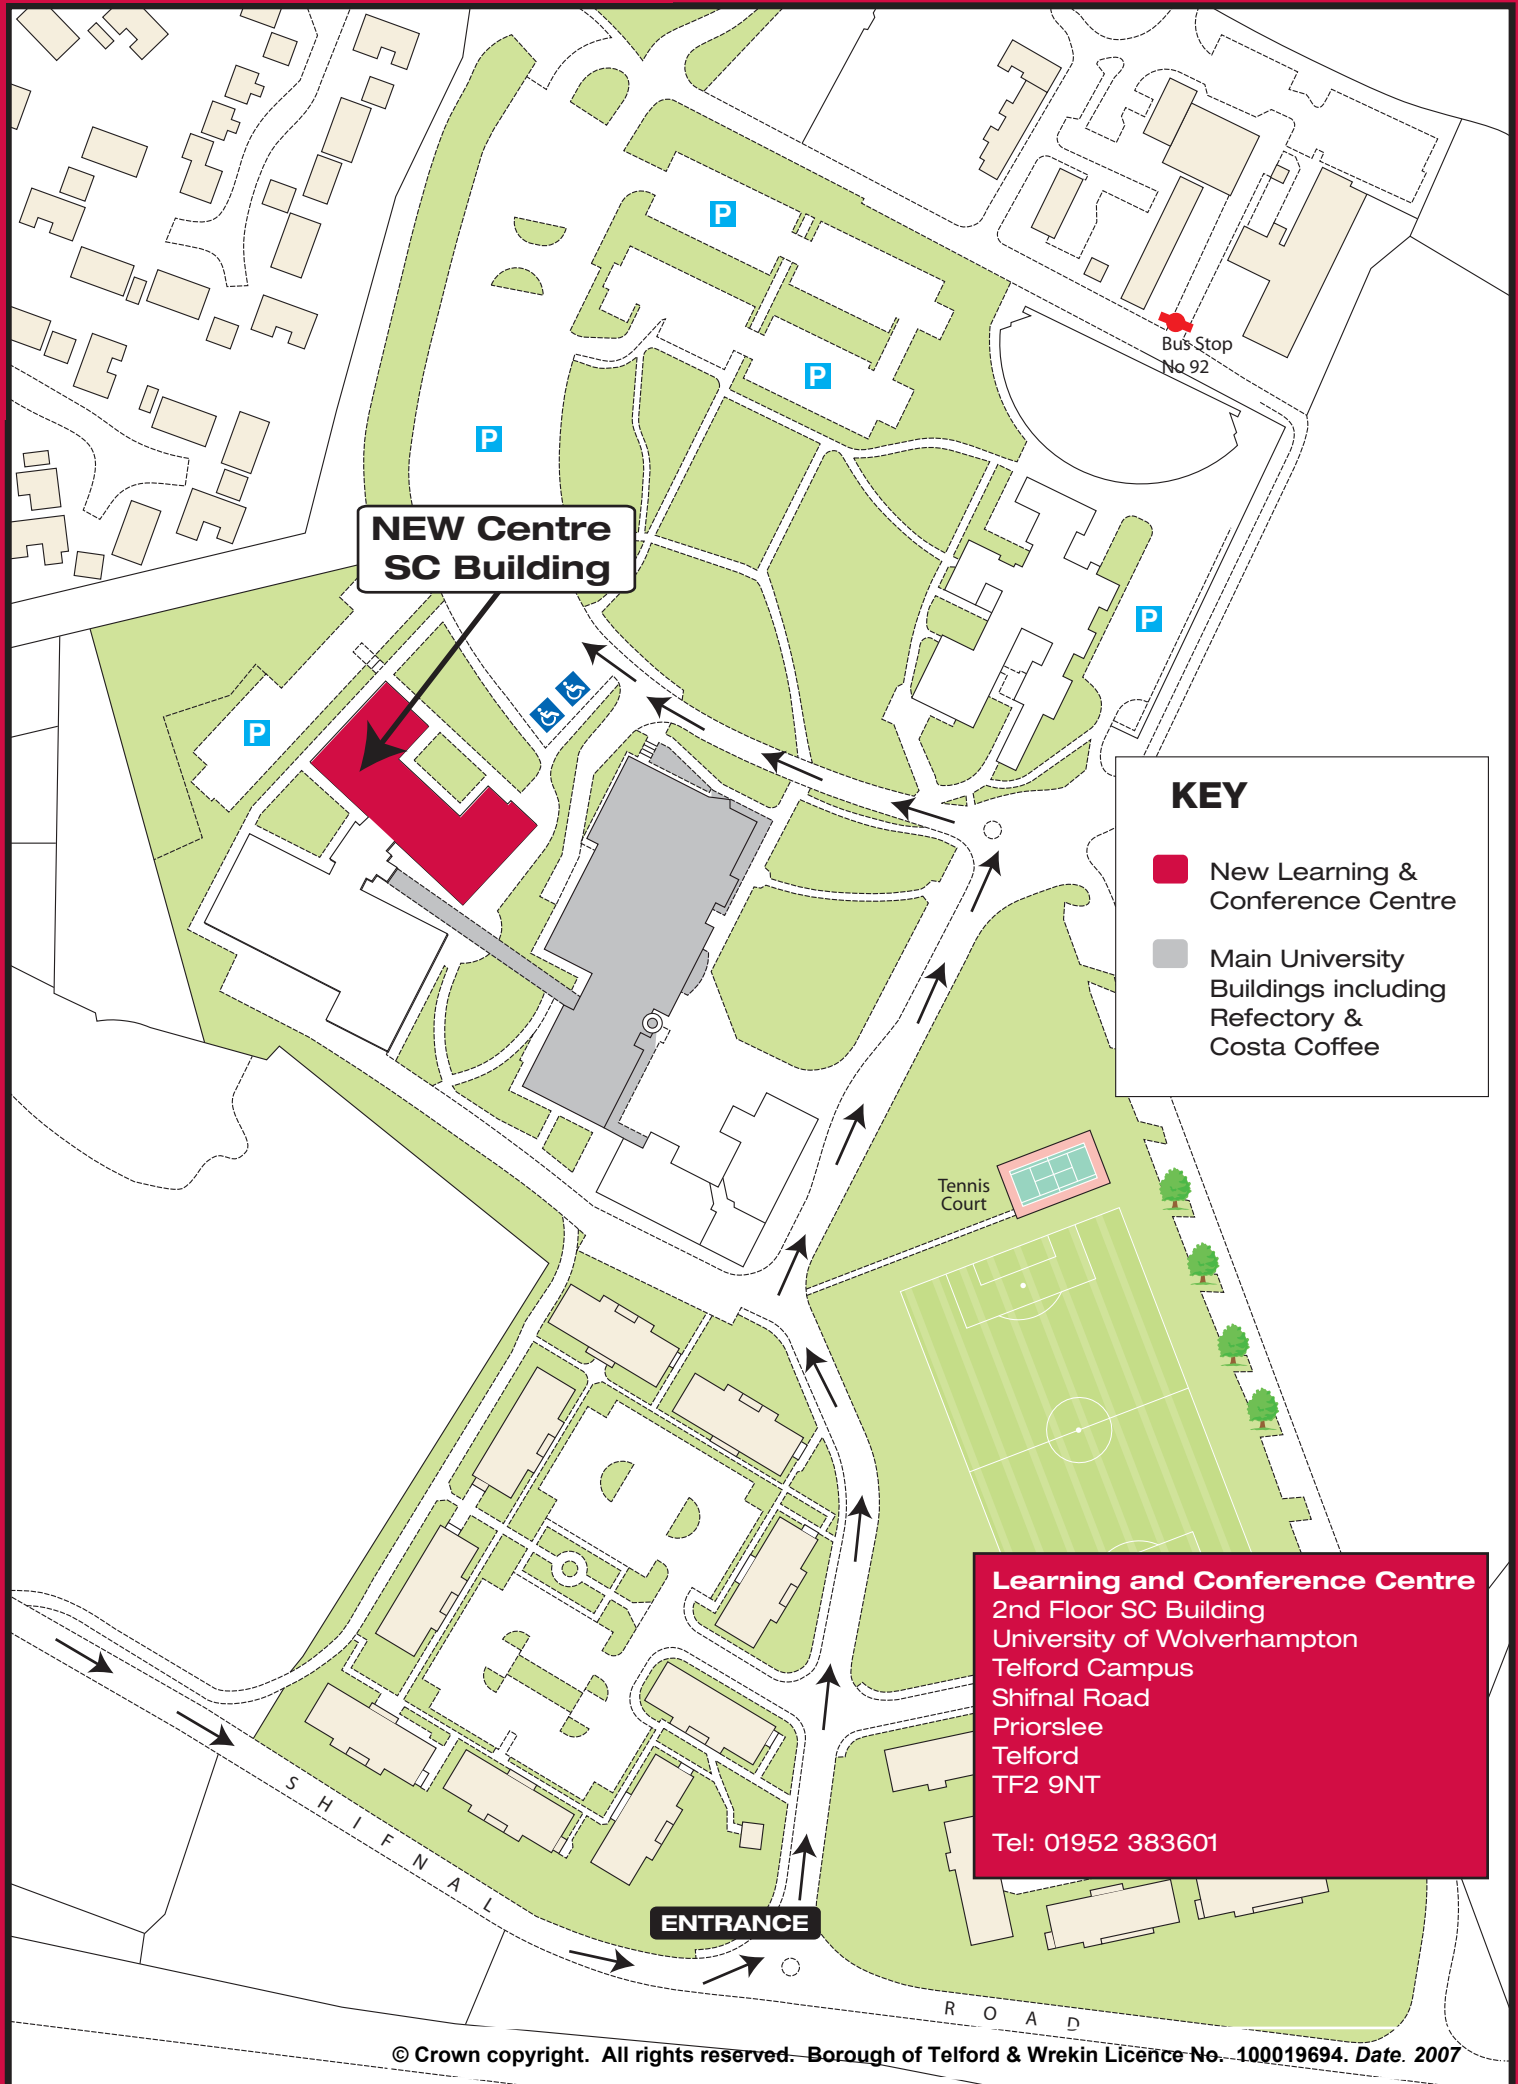 P
P
P
Bus Stop
No 92
NEW Centre
SC Building
P
P
KEY
New Learning &
Conference Centre
Main University
Buildings including
Refectory &
Costa Coffee
Tennis
Court
Learning and Conference Centre
2nd Floor SC Building
University of Wolverhampton
Telford Campus
Shifnal Road
Priorslee
Telford
TF2 9NT
Tel: 01952 383601
SHIFNAL
ENTRANCE
ROAD
© Crown copyright. All rights reserved. Borough of Telford & Wrekin Licence No. 100019694. Date. 2007